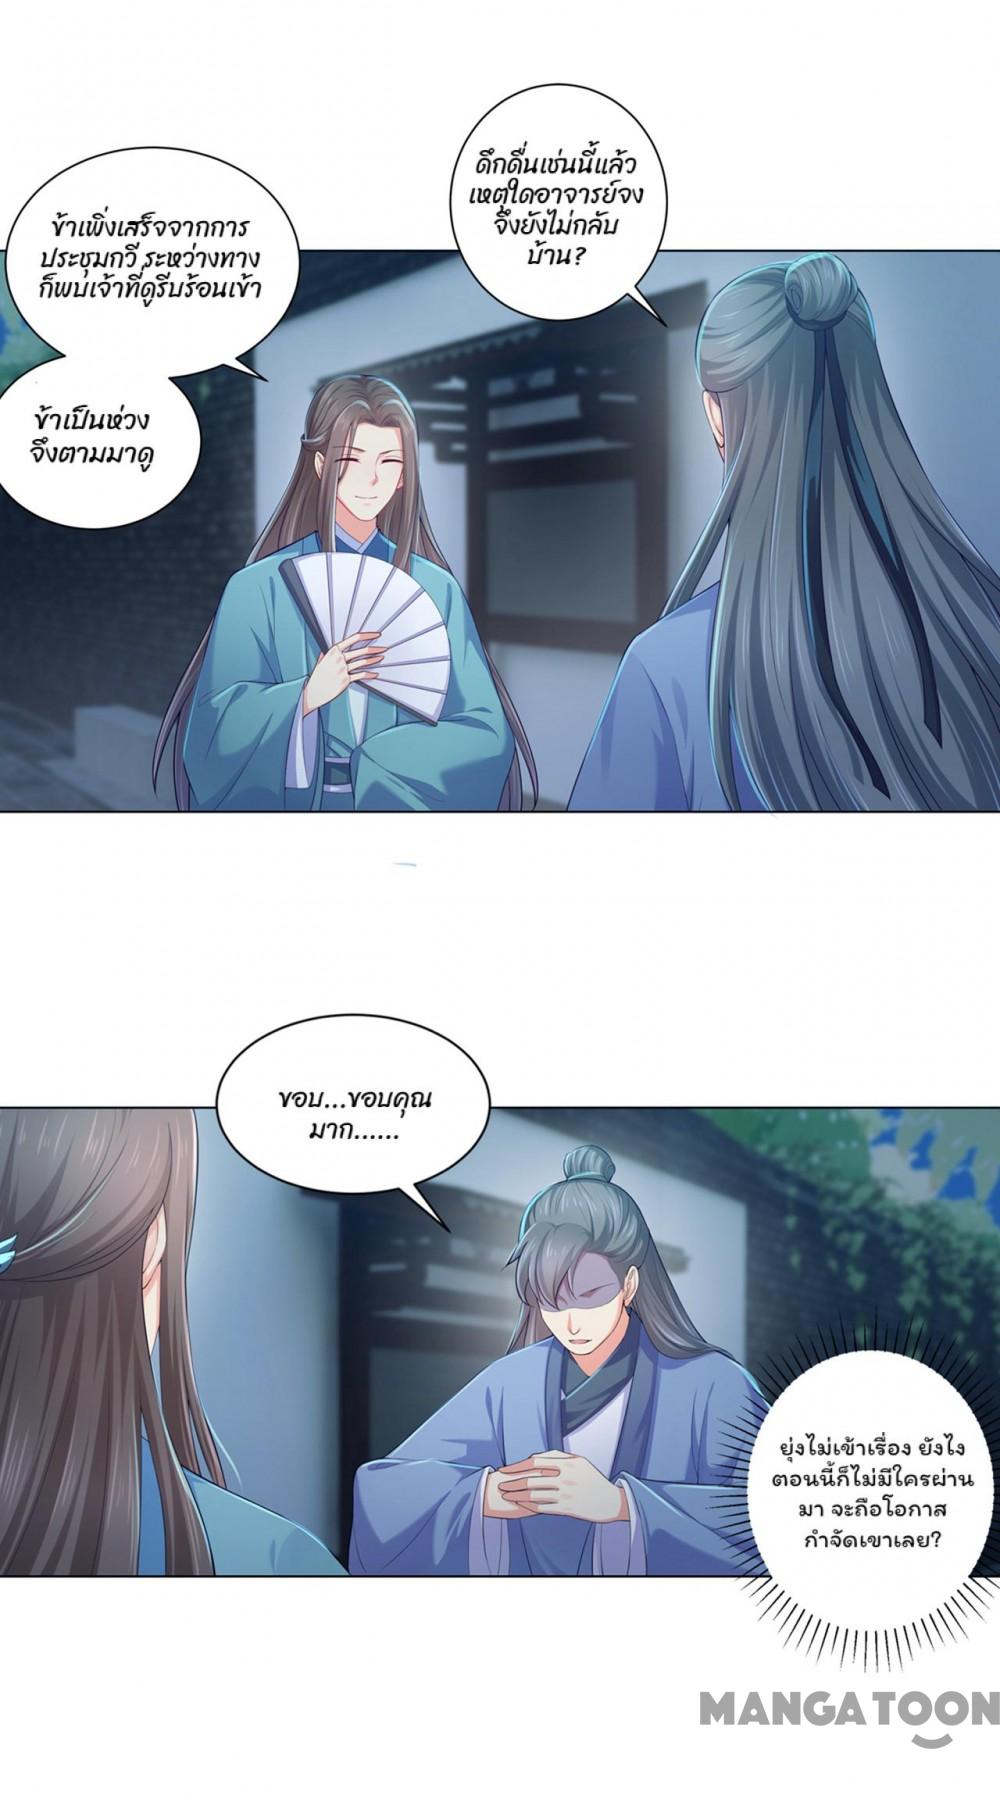 ดึกดื่นเช่นนี้แล้ว
เหตุใดอาจารย์จง
จึงยังไม่กลับ
บ้าน?
ข้าเพิ่งเสร็จจากการ
ประชุมกวี ระหว่างทาง
ก็พบเจ้าที่ดูรีบร้อนเข้า
ข้าเป็นห่วง
จึงตามมาดู
ขอบ...ขอบคุณ
มาก......
ยุ่งไม่เข้าเรื่อง ยังไง
ตอนนี้ก็ไม่มีใครผ่าน
มา จะถือโอกาส
กำจัดเขาเลย?
MANGATOON